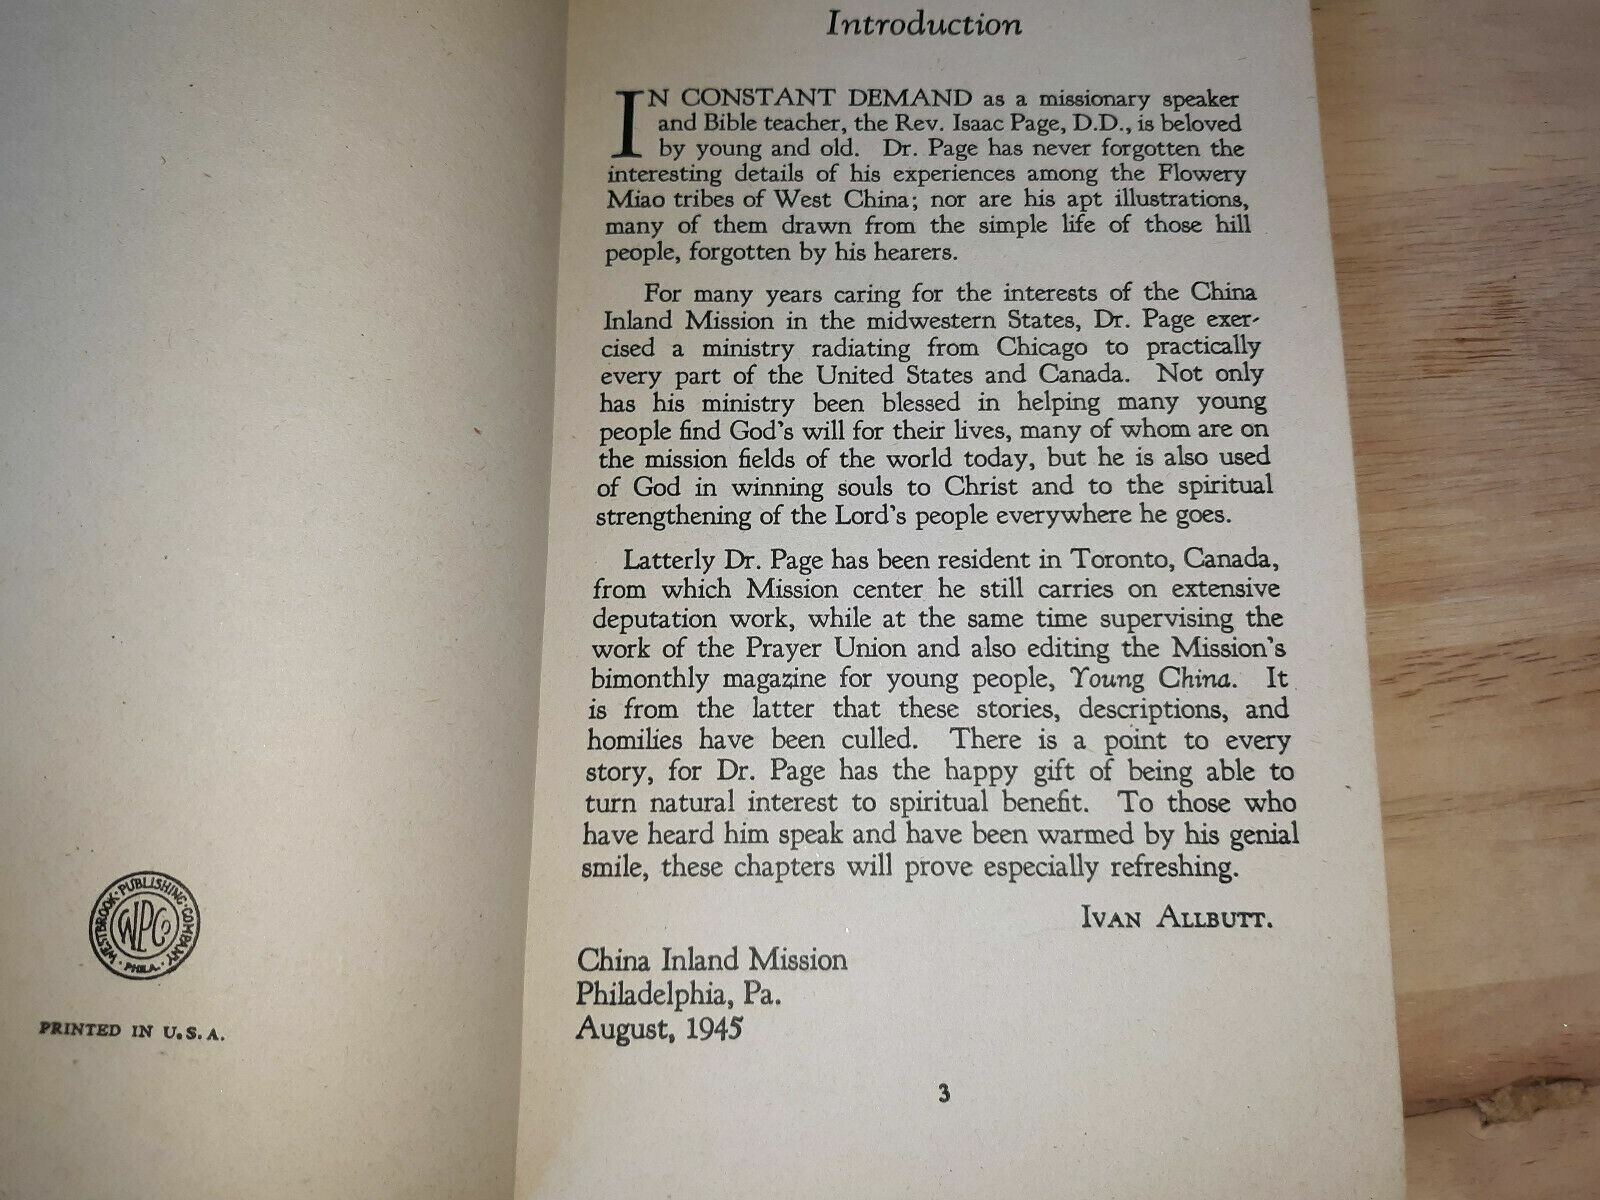 WESTBROOK · PUBLISHING · COMPANY
· PHILA. ·
WPCo
PRINTED IN U.S.A.
Introduction
IN CONSTANT DEMAND as a missionary speaker
and Bible teacher, the Rev. Isaac Page, D.D., is beloved
by young and old. Dr. Page has never forgotten the
interesting details of his experiences among the Flowery
Miao tribes of West China; nor are his apt illustrations,
many of them drawn from the simple life of those hill
people, forgotten by his hearers.
For many years caring for the interests of the China
Inland Mission in the midwestern States, Dr. Page exer-
cised a ministry radiating from Chicago to practically
every part of the United States and Canada. Not only
has his ministry been blessed in helping many young
people find God's will for their lives, many of whom are on
the mission fields of the world today, but he is also used
of God in winning souls to Christ and to the spiritual
strengthening of the Lord's people everywhere he goes.
Latterly Dr. Page has been resident in Toronto, Canada,
from which Mission center he still carries on extensive
deputation work, while at the same time supervising the
work of the Prayer Union and also editing the Mission's
bimonthly magazine for young people, Young China. It
is from the latter that these stories, descriptions, and
homilies have been culled. There is a point to every
story, for Dr. Page has the happy gift of being able to
turn natural interest to spiritual benefit. To those who
have heard him speak and have been warmed by his genial
smile, these chapters will prove especially refreshing.
IVAN ALLBUTT.
China Inland Mission
Philadelphia, Pa.
August, 1945
3